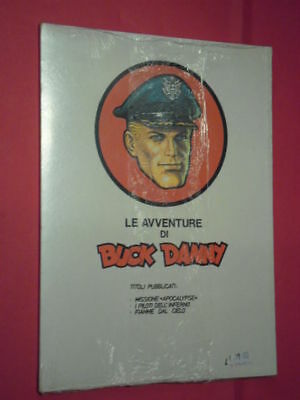 LE AVVENTURE
DI
BUCK DANNY
TITOLI PUBBLICATI:
- MISSIONE «APOCALYPSE»
- I PILOTI DELL'INFERNO
- FIAMME DAL CIELO